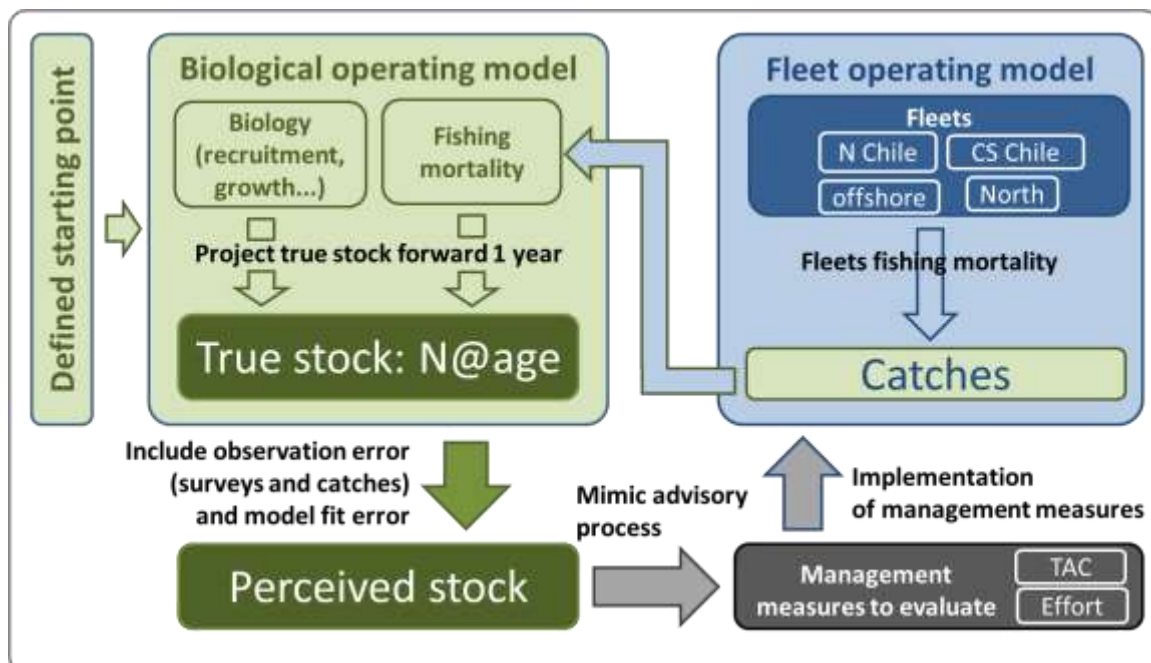 Defined starting point
Biological operating model
Biology
(recruitment,
growth...)
Fishing
mortality
Project true stock forward 1 year
True stock: N@age
Fleet operating model
Fleets
N Chile
CS Chile
offshore
North
Fleets fishing mortality
Catches
Include observation error
(surveys and catches)
and model fit error
Mimic advisory
process
Implementation
of management measures
Perceived stock
Management
measures to evaluate
TAC
Effort